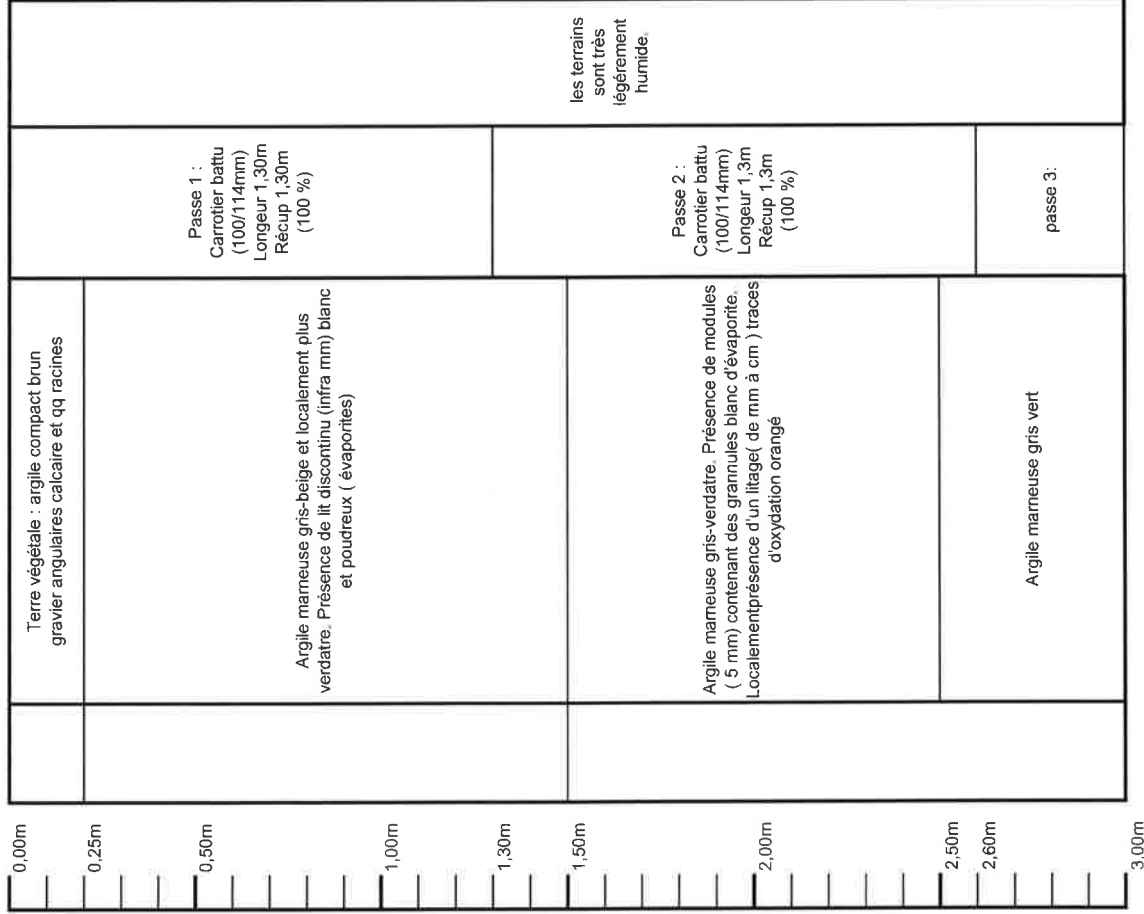 0,00m
0,25m
0,50m
1,00m
1,30m
1,50m
2,00m
2,50m
2,60m
3,00m
Terre végétale : argile compact brun
gravier angulaires calcaire et qq racines
Argile marneuse gris-beige et localement plus
verdatre. Présence de lit discontinu (infra mm) blanc
et poudreux ( évaporites)
Argile marneuse gris-verdatre. Présence de modules
( 5 mm) contenant des grannules blanc d'évaporite.
Localementprésence d'un litage( de mm à cm ) traces
d'oxydation orangé
Argile marneuse gris vert
Passe 1 :
Carrotier battu
(100/114mm)
Longeur 1,30m
Récup 1,30m
(100 %)
Passe 2 :
Carrotier battu
(100/114mm)
Longeur 1,3m
Récup 1,3m
(100 %)
passe 3:
les terrains
sont très
légérement
humide.